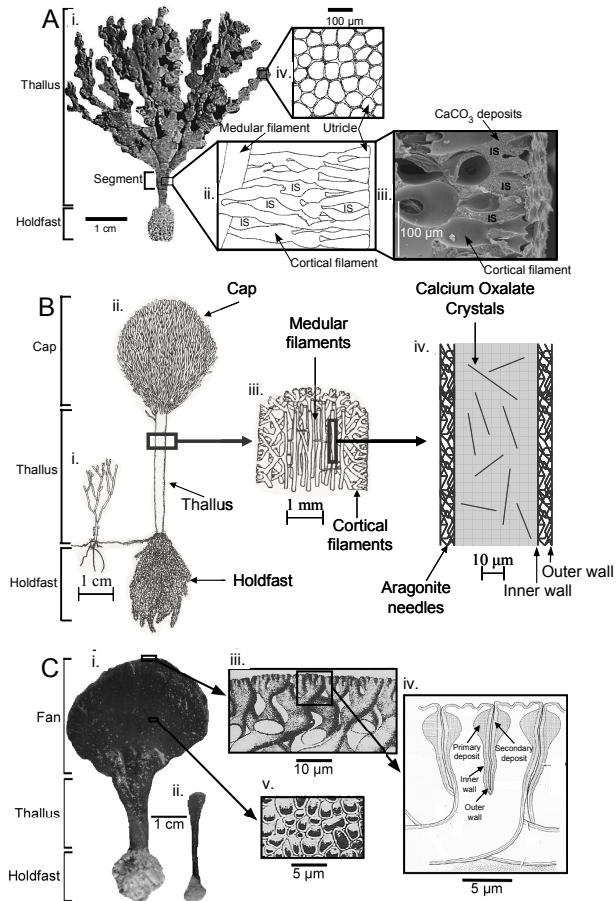 A
i.
100 µm
iv.
Thallus
CaCO3 deposits
Medular filament
Utricle
IS
Segment
ii.
IS
iii.
IS
IS
IS
IS
Holdfast
1 cm
100 µm
Cortical filament
Cortical filament
B
ii.
Cap
Calcium Oxalate
Crystals
Medular
filaments
iv.
Cap
iii.
i.
Thallus
Thallus
1 mm
Cortical
filaments
Holdfast
1 cm
Holdfast
Aragonite
needles
10 µm
Inner wall
Outer wall
C
i.
iii.
iv.
Fan
Primary
deposit
Secondary
deposit
10 µm
Inner
wall
Outer
wall
ii.
v.
Thallus
1 cm
Holdfast
5 µm
5 µm